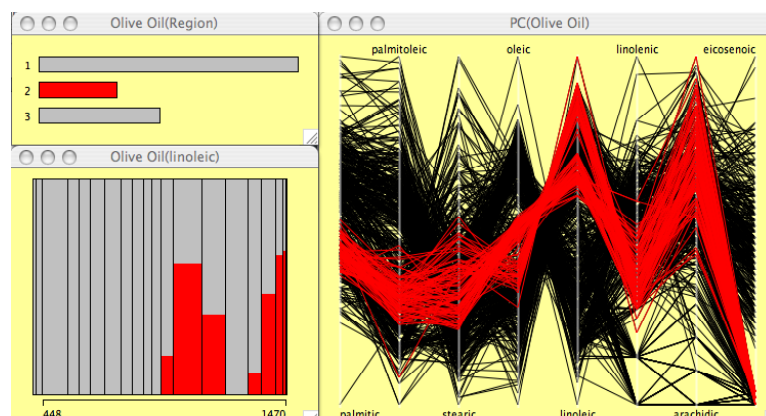 Olive Oil(Region)
1
2
3
Olive Oil(linoleic)
448 1470
PC(Olive Oil)
palmitoleic oleic linolenic eicosenoic
palmitic stearic linoleic arachidic